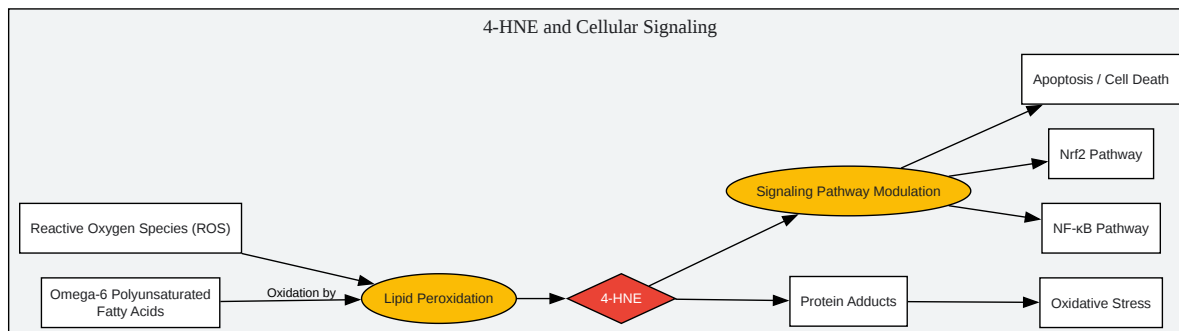 4-HNE and Cellular Signaling
Apoptosis / Cell Death
Nrf2 Pathway
Signaling Pathway Modulation
NF-κB Pathway
Reactive Oxygen Species (ROS)
Omega-6 Polyunsaturated
Fatty Acids
Oxidation by
Lipid Peroxidation
4-HNE
Protein Adducts
Oxidative Stress